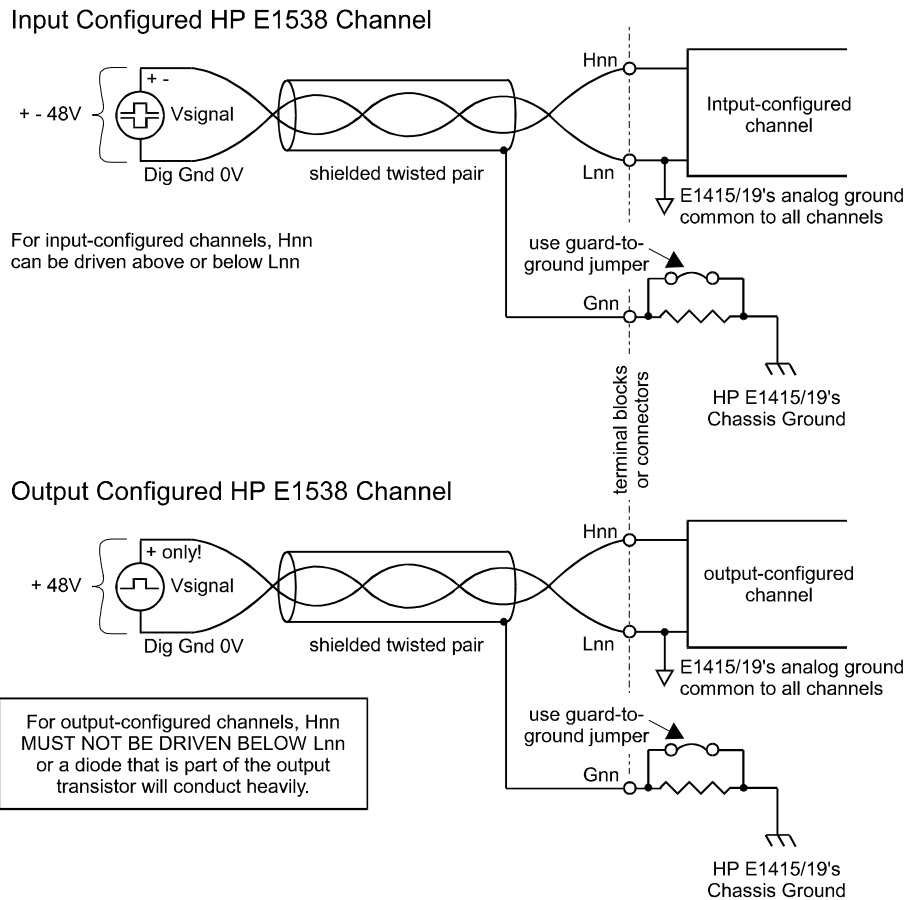 Input Configured HP E1538 Channel
+ - 48V
+ -
Vsignal
Dig Gnd 0V
shielded twisted pair
Hnn
Lnn
Intput-configured
channel
E1415/19's analog ground
common to all channels
For input-configured channels, Hnn
can be driven above or below Lnn
use guard-to-
ground jumper
Gnn
HP E1415/19's
Chassis Ground
terminal blocks
or connectors
Output Configured HP E1538 Channel
+ 48V
+ only!
Vsignal
Dig Gnd 0V
shielded twisted pair
Hnn
Lnn
output-configured
channel
E1415/19's analog ground
common to all channels
For output-configured channels, Hnn
MUST NOT BE DRIVEN BELOW Lnn
or a diode that is part of the output
transistor will conduct heavily.
use guard-to-
ground jumper
Gnn
HP E1415/19's
Chassis Ground